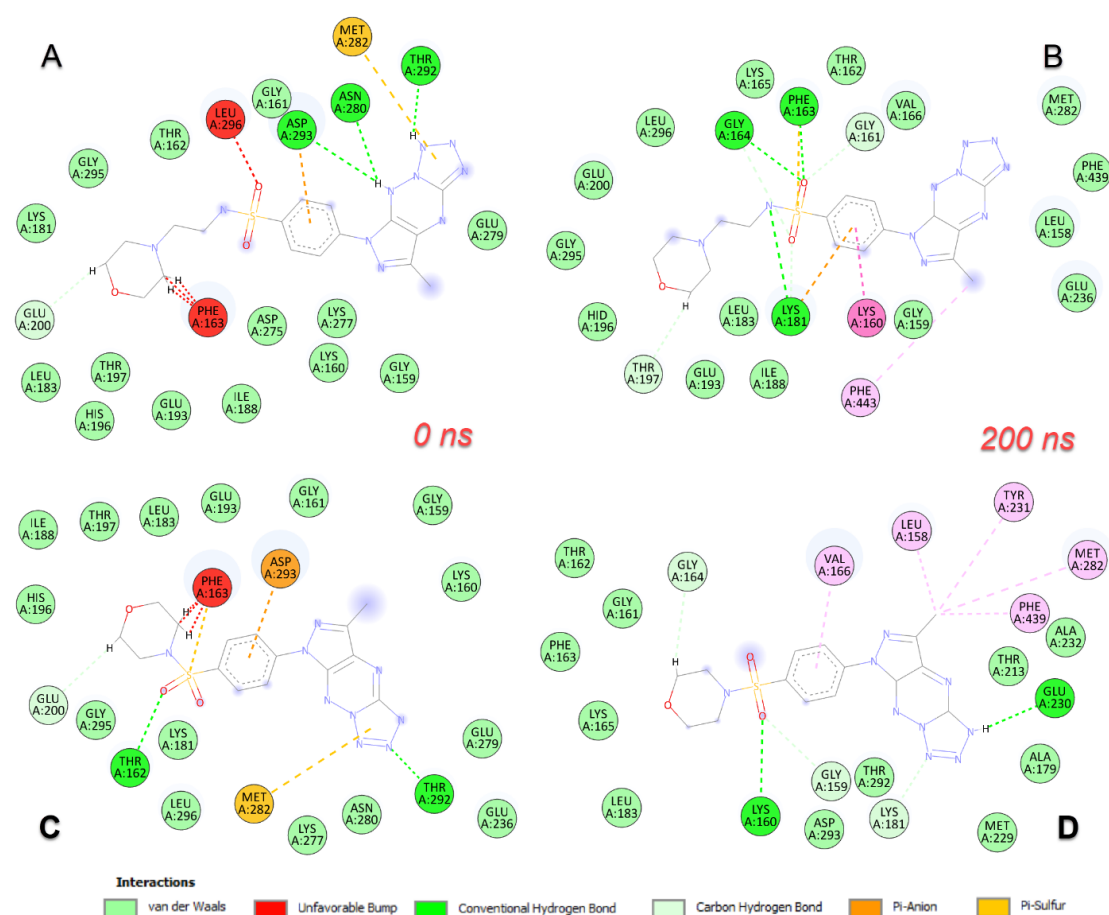 A
MET
A:282
THR
A:292
LEU
A:296
GLY
A:161
ASN
A:280
ASP
A:293
THR
A:162
GLY
A:295
LYS
A:181
GLU
A:279
GLU
A:200
PHE
A:163
ASP
A:275
LYS
A:277
LYS
A:160
GLY
A:159
LEU
A:183
THR
A:197
HIS
A:196
GLU
A:193
ILE
A:188
H
N
N
N
N
N
N
N
N
H
O
S
O
N
N
O
H
H
H
0 ns
B
LYS
A:165
THR
A:162
PHE
A:163
VAL
A:166
MET
A:282
LEU
A:296
GLY
A:164
GLY
A:161
GLU
A:200
PHE
A:439
GLY
A:295
LEU
A:158
GLU
A:236
HID
A:196
LEU
A:183
LYS
A:181
LYS
A:160
GLY
A:159
THR
A:197
GLU
A:193
ILE
A:188
PHE
A:443
N
N
N
N
N
N
N
N
O
S
O
N
N
O
H
200 ns
GLU
A:193
GLY
A:161
GLY
A:159
ILE
A:188
THR
A:197
LEU
A:183
ASP
A:293
PHE
A:163
LYS
A:160
HIS
A:196
GLU
A:200
GLY
A:295
LYS
A:181
THR
A:162
GLU
A:279
LEU
A:296
MET
A:282
THR
A:292
ASN
A:280
GLU
A:236
LYS
A:277
O
H
H
H
N
S
O
O
N
N
N
N
N
N
N
N
C
TYR
A:231
LEU
A:158
MET
A:282
THR
A:162
GLY
A:164
VAL
A:166
PHE
A:439
GLY
A:161
ALA
A:232
PHE
A:163
THR
A:213
GLU
A:230
LYS
A:165
ALA
A:179
GLY
A:159
THR
A:292
LEU
A:183
LYS
A:160
ASP
A:293
LYS
A:181
MET
A:229
H
O
N
S
O
O
N
N
N
N
N
N
N
N
H
D
Interactions
van der Waals
Unfavorable Bump
Conventional Hydrogen Bond
Carbon Hydrogen Bond
Pi-Anion
Pi-Sulfur